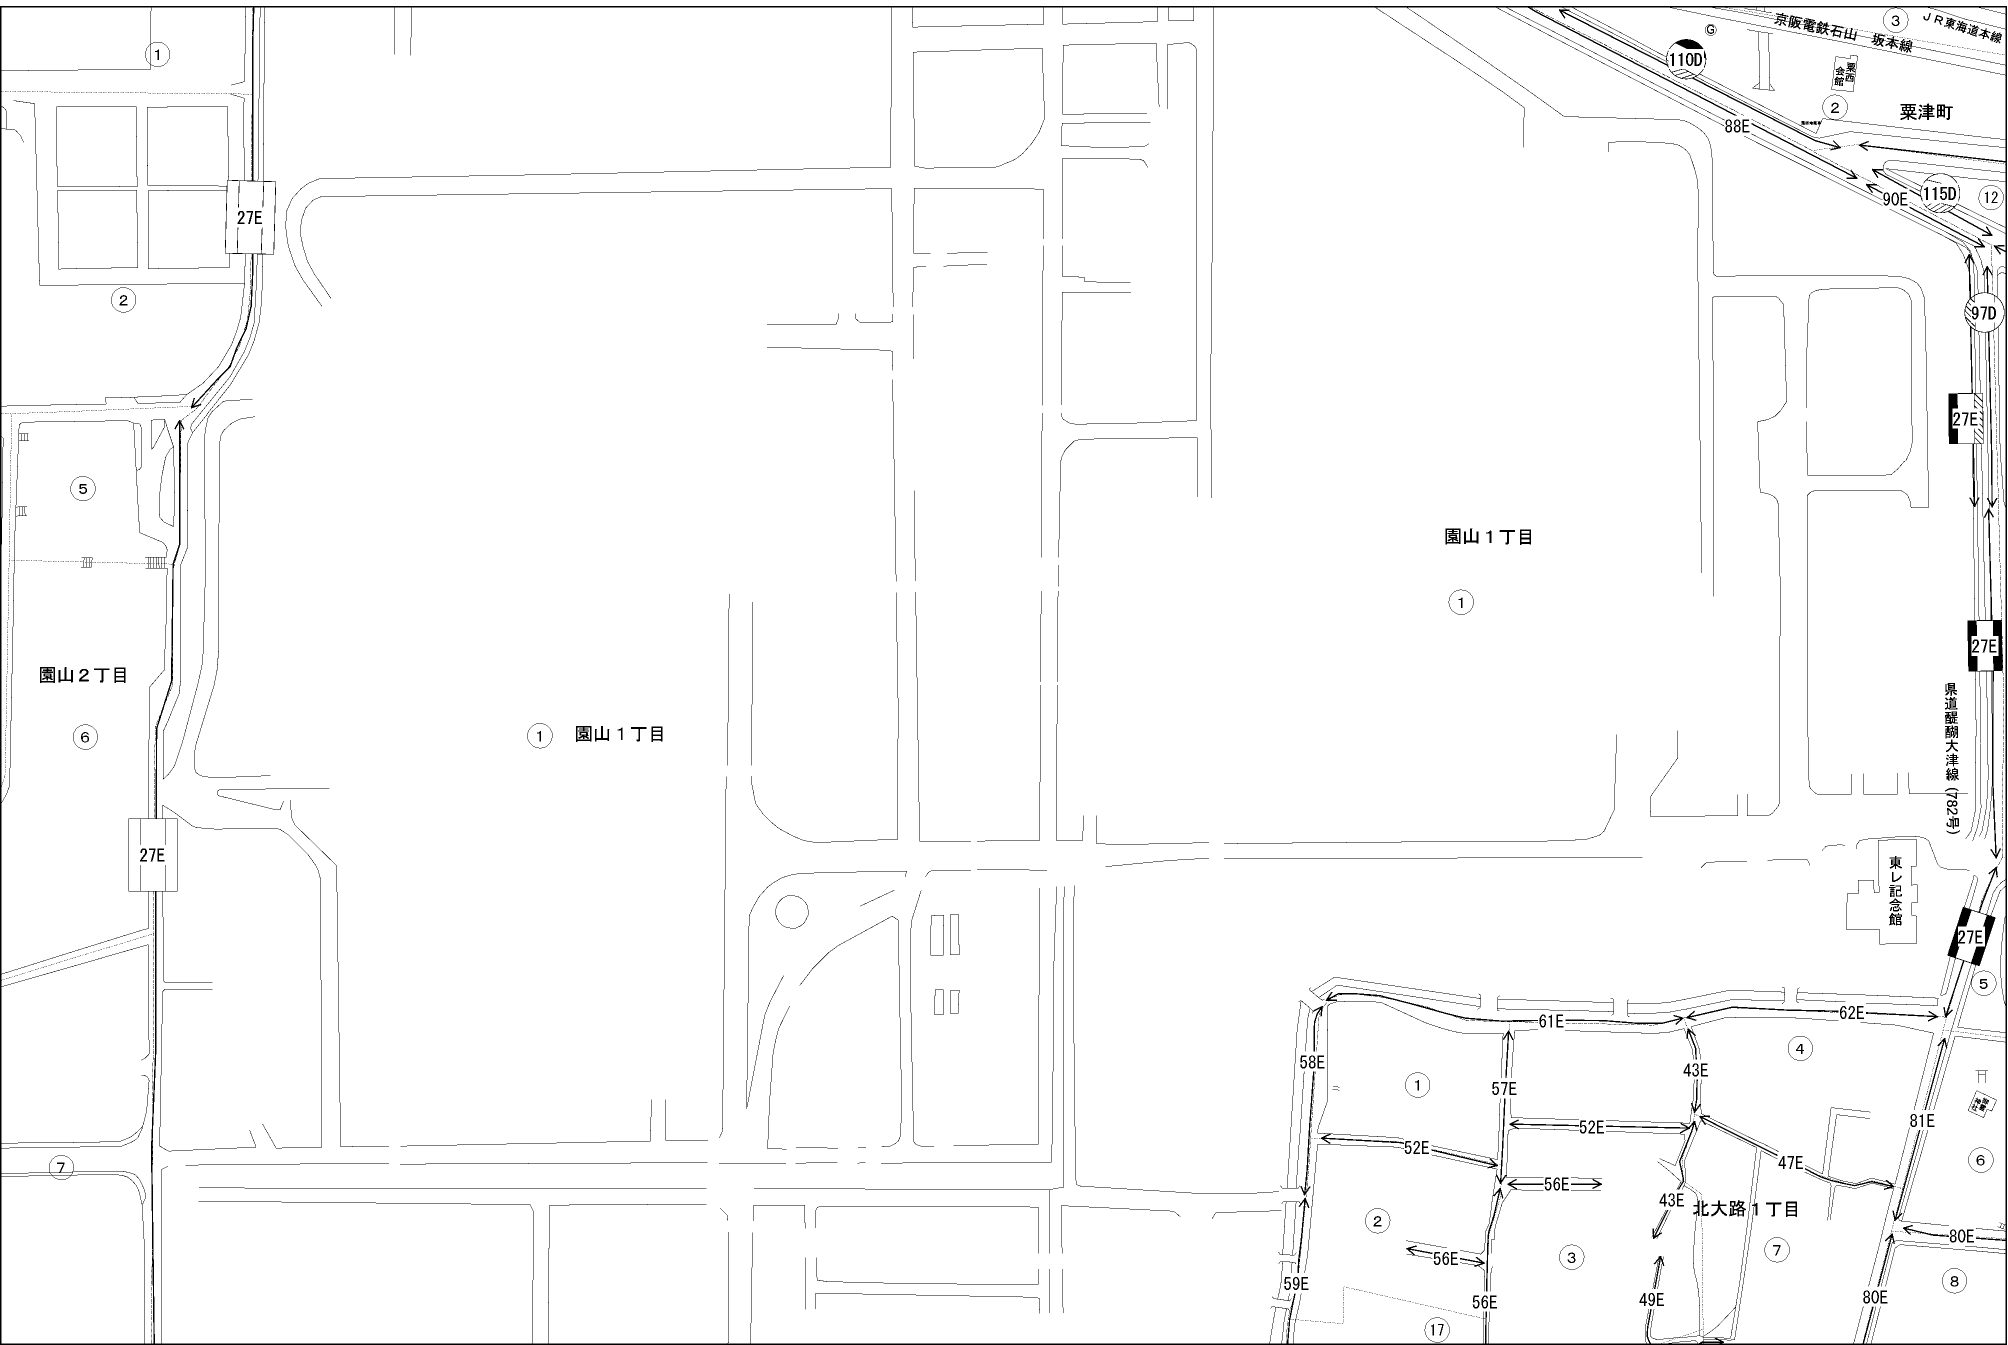 ①
③
JR東海道本線
京阪電鉄石山 坂本線
G
110D
粟西会館
②
粟津町
88E
115D
⑫
90E
27E
②
97D
27E
⑤
園山1丁目
①
27E
園山2丁目
県道醍醐大津線(782号)
⑥
①
園山1丁目
27E
東レ記念館
27E
⑤
62E
61E
58E
④
43E
①
57E
81E
52E
52E
⑥
47E
⑦
56E
43E
北大路1丁目
②
80E
⑦
56E
③
⑧
59E
56E
49E
80E
⑰